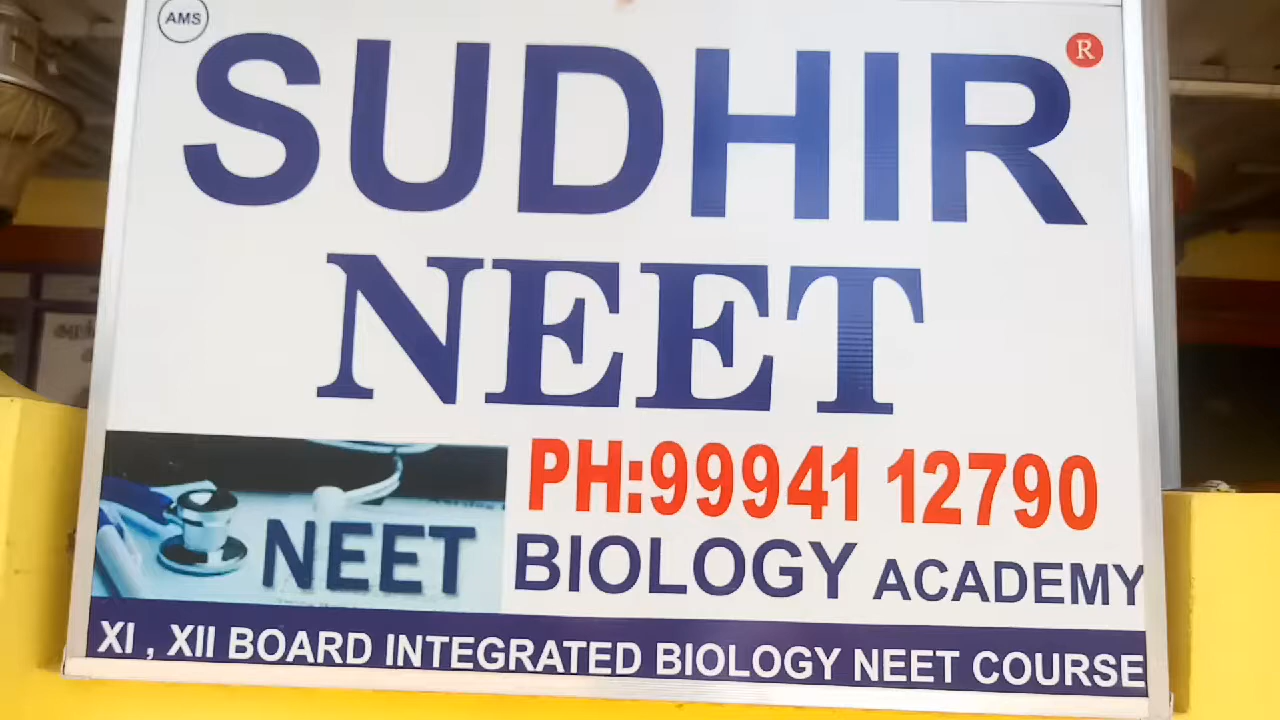 AMS
SUDHIR
R
NEET
PH:99941 12790
NEET
BIOLOGY ACADEMY
XI , XII BOARD INTEGRATED BIOLOGY NEET COURSE